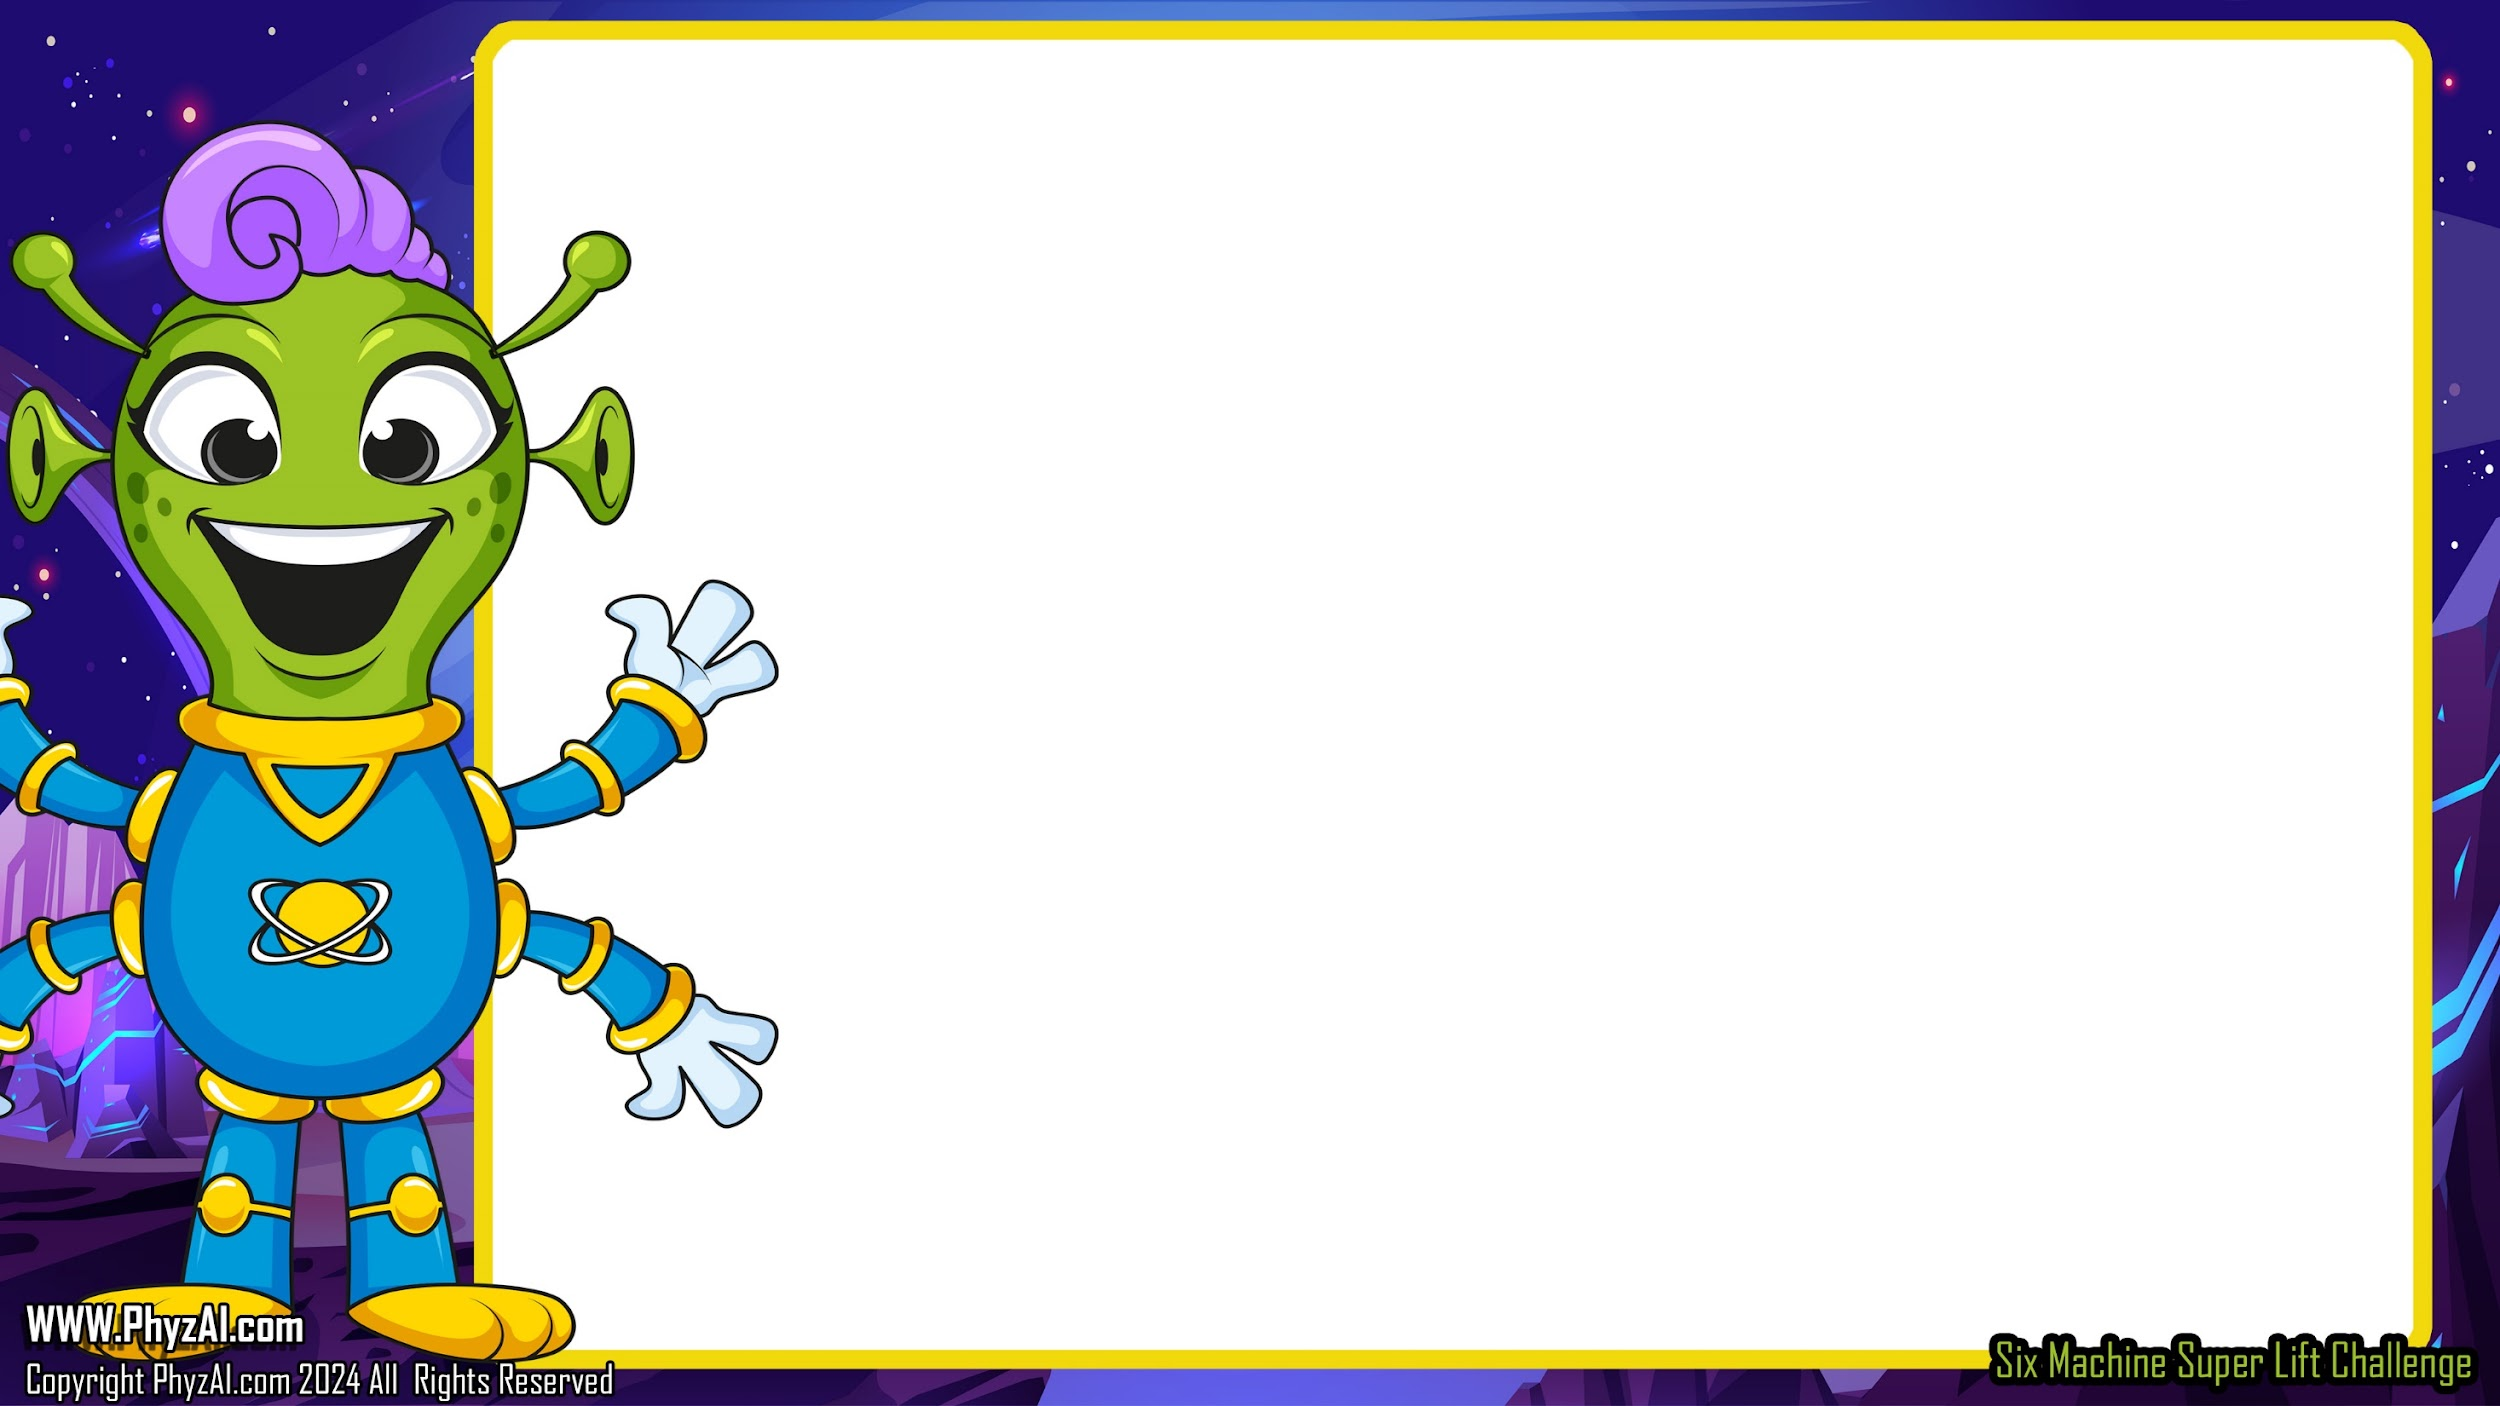 WWW.PhyzAI.com
Copyright PhyzAI.com 2024 All Rights Reserved
Six Machine Super Lift Challenge